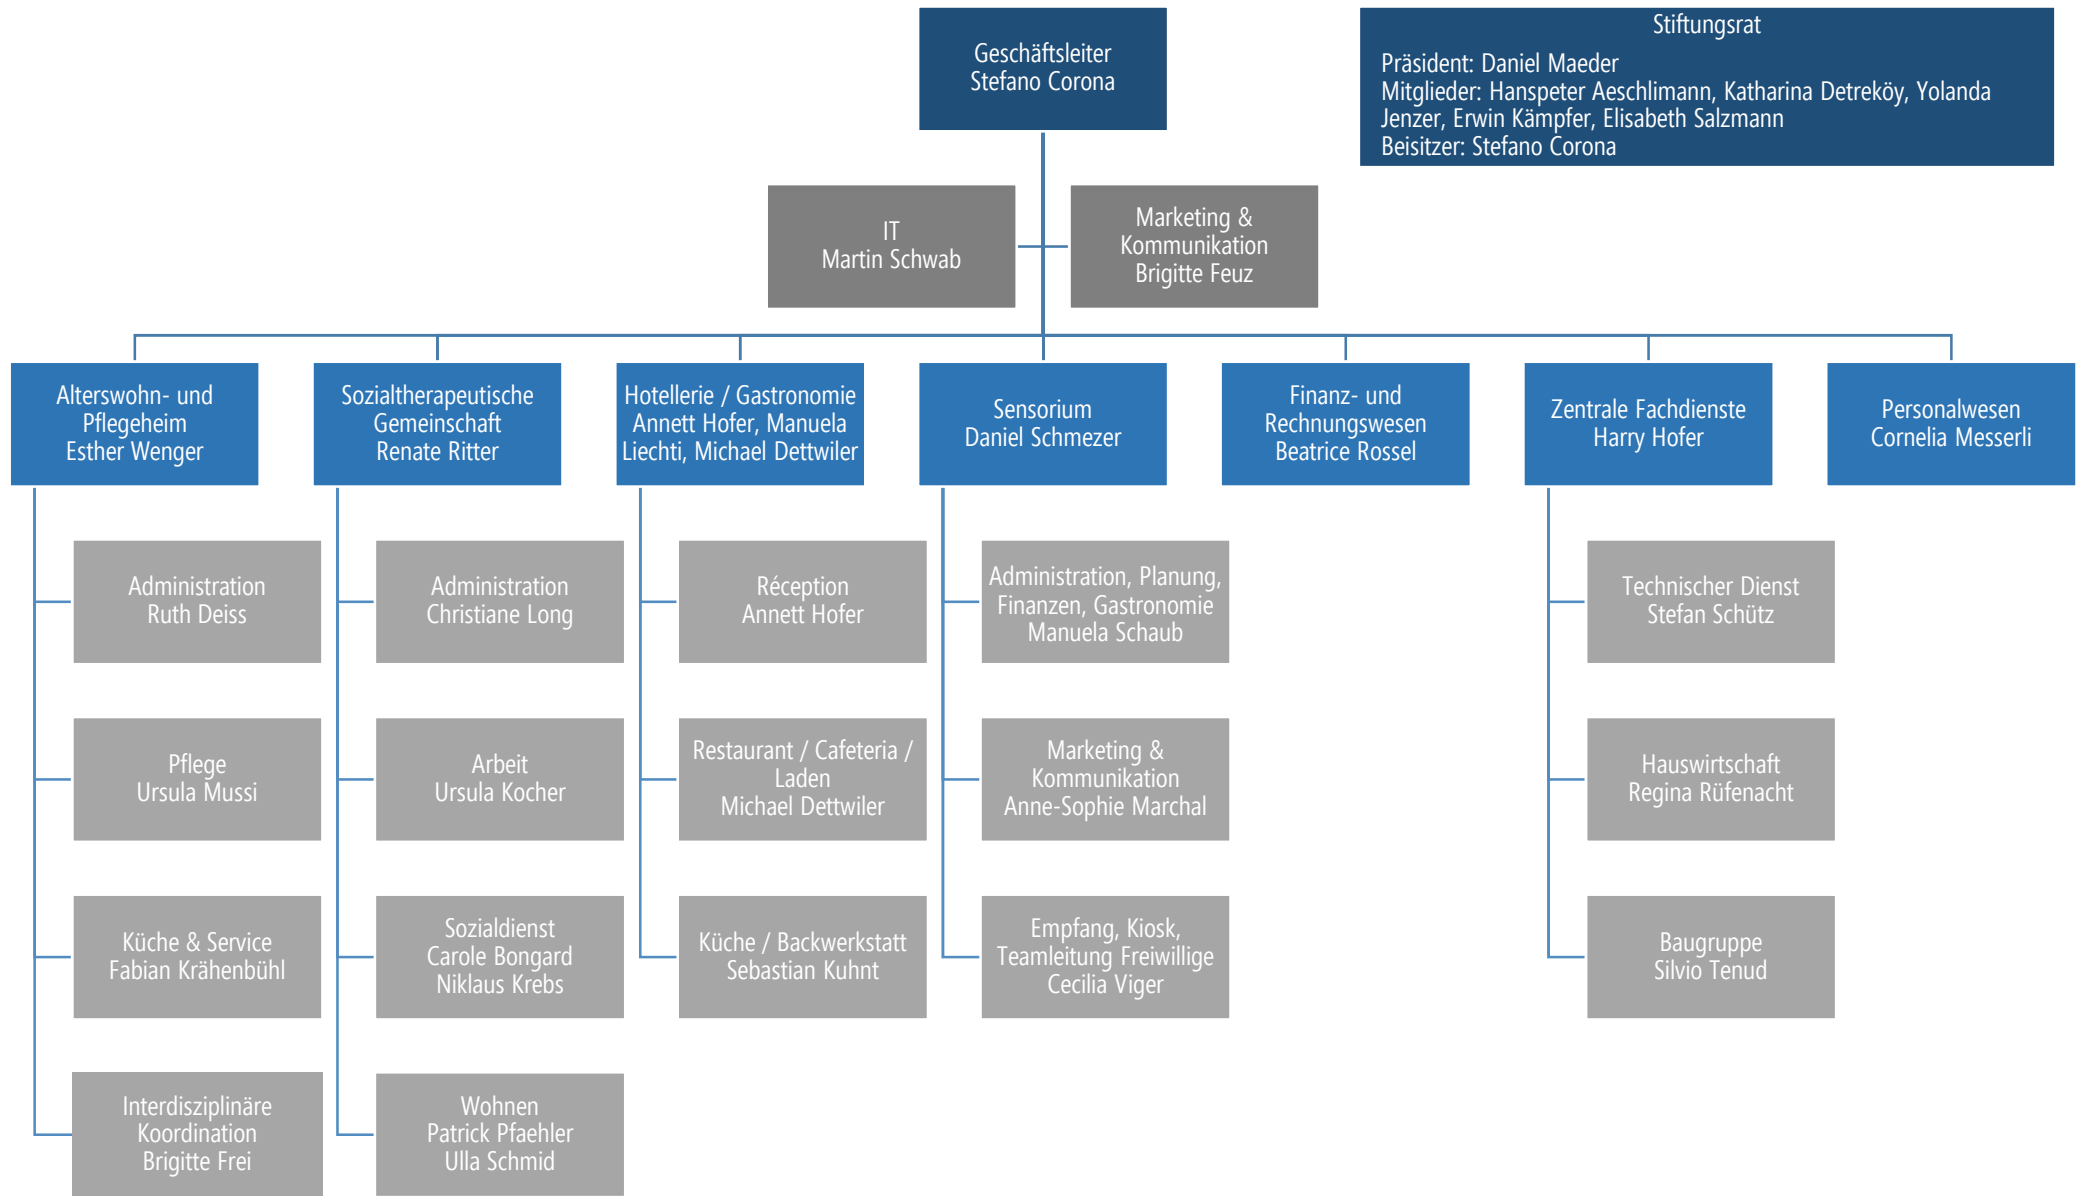 Geschäftsleiter
Stefano Corona
Stiftungsrat
Präsident: Daniel Maeder
Mitglieder: Hanspeter Aeschlimann, Katharina Detreköy, Yolanda
Jenzer, Erwin Kämpfer, Elisabeth Salzmann
Beisitzer: Stefano Corona
IT
Martin Schwab
Marketing &
Kommunikation
Brigitte Feuz
Alterswohn- und
Pflegeheim
Esther Wenger
Sozialtherapeutische
Gemeinschaft
Renate Ritter
Hotellerie / Gastronomie
Annett Hofer, Manuela
Liechti, Michael Dettwiler
Sensorium
Daniel Schmezer
Finanz- und
Rechnungswesen
Beatrice Rossel
Zentrale Fachdienste
Harry Hofer
Personalwesen
Cornelia Messerli
Administration
Ruth Deiss
Administration
Christiane Long
Réception
Annett Hofer
Administration, Planung,
Finanzen, Gastronomie
Manuela Schaub
Technischer Dienst
Stefan Schütz
Pflege
Ursula Mussi
Arbeit
Ursula Kocher
Restaurant / Cafeteria /
Laden
Michael Dettwiler
Marketing &
Kommunikation
Anne-Sophie Marchal
Hauswirtschaft
Regina Rüfenacht
Küche & Service
Fabian Krähenbühl
Sozialdienst
Carole Bongard
Niklaus Krebs
Küche / Backwerkstatt
Sebastian Kuhnt
Empfang, Kiosk,
Teamleitung Freiwillige
Cecilia Viger
Baugruppe
Silvio Tenud
Interdisziplinäre
Koordination
Brigitte Frei
Wohnen
Patrick Pfaehler
Ulla Schmid